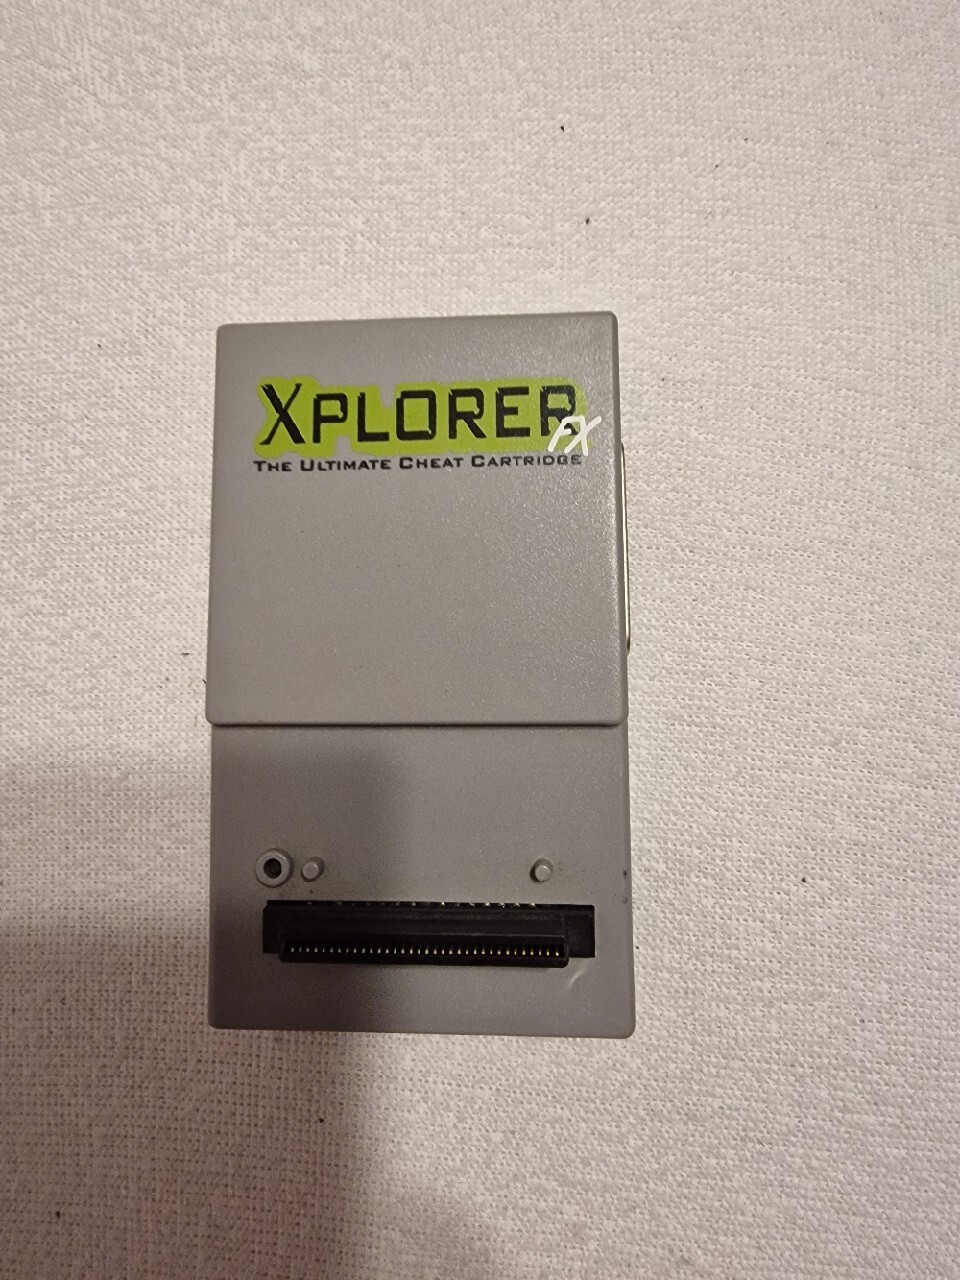 XPLORER
FX
THE ULTIMATE CHEAT CARTRIDGE